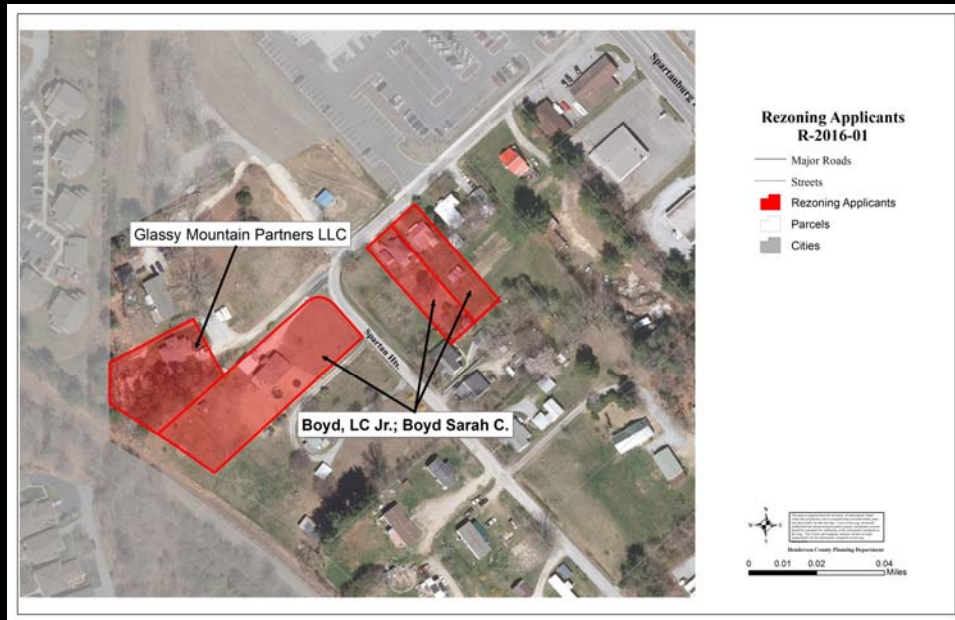 Spartanburg
Glassy Mountain Partners LLC
Spartan Hts.
Boyd, LC Jr.; Boyd Sarah C.
Rezoning Applicants
R-2016-01
Major Roads
Streets
Rezoning Applicants
Parcels
Cities
N
W E
S
Henderson County Planning Department
0 0.01 0.02 0.04
Miles